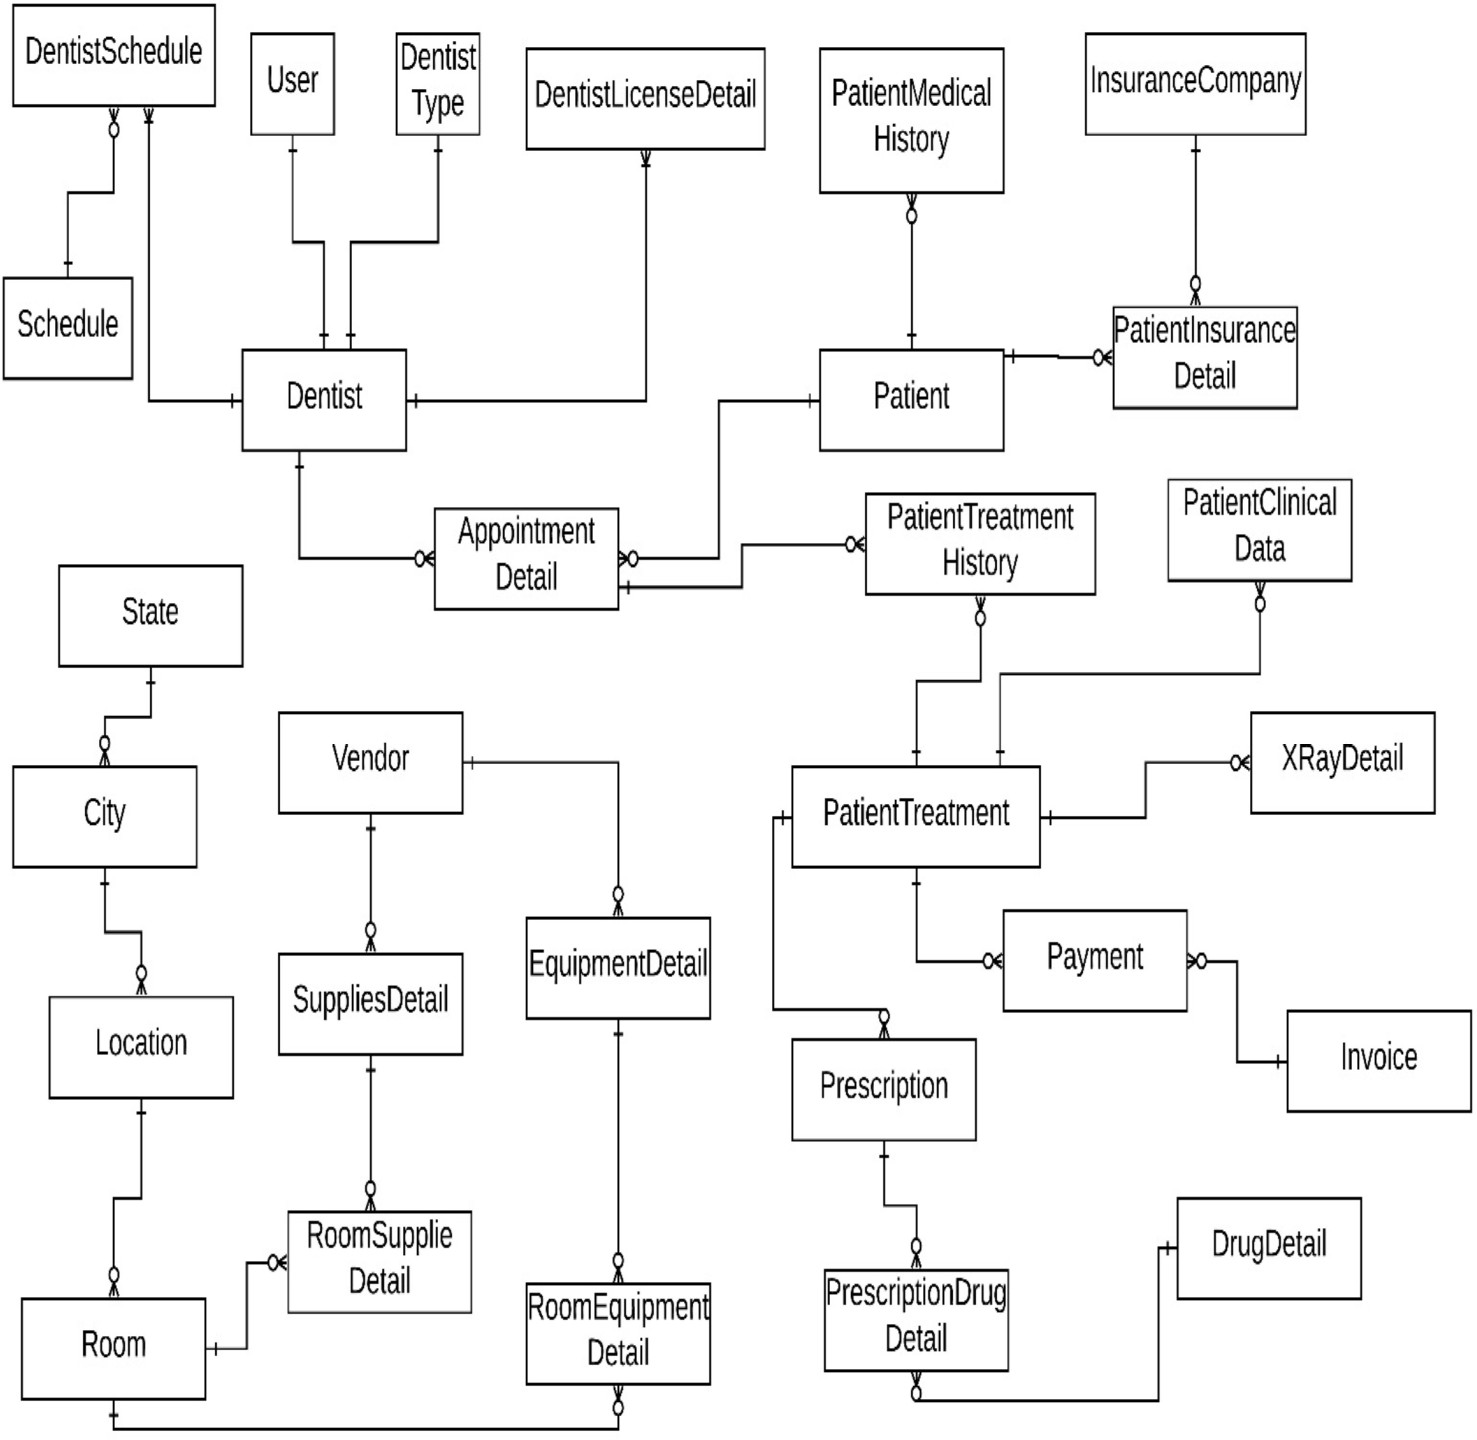 DentistSchedule
User
Dentist
Type
DentistLicenseDetail
PatientMedical
History
InsuranceCompany
Schedule
Dentist
Patient
PatientInsurance
Detail
Appointment
Detail
PatientTreatment
History
PatientClinical
Data
State
City
Vendor
PatientTreatment
XRayDetail
Location
SuppliesDetail
EquipmentDetail
Payment
Prescription
Invoice
Room
RoomSupplie
Detail
RoomEquipment
Detail
PrescriptionDrug
Detail
DrugDetail